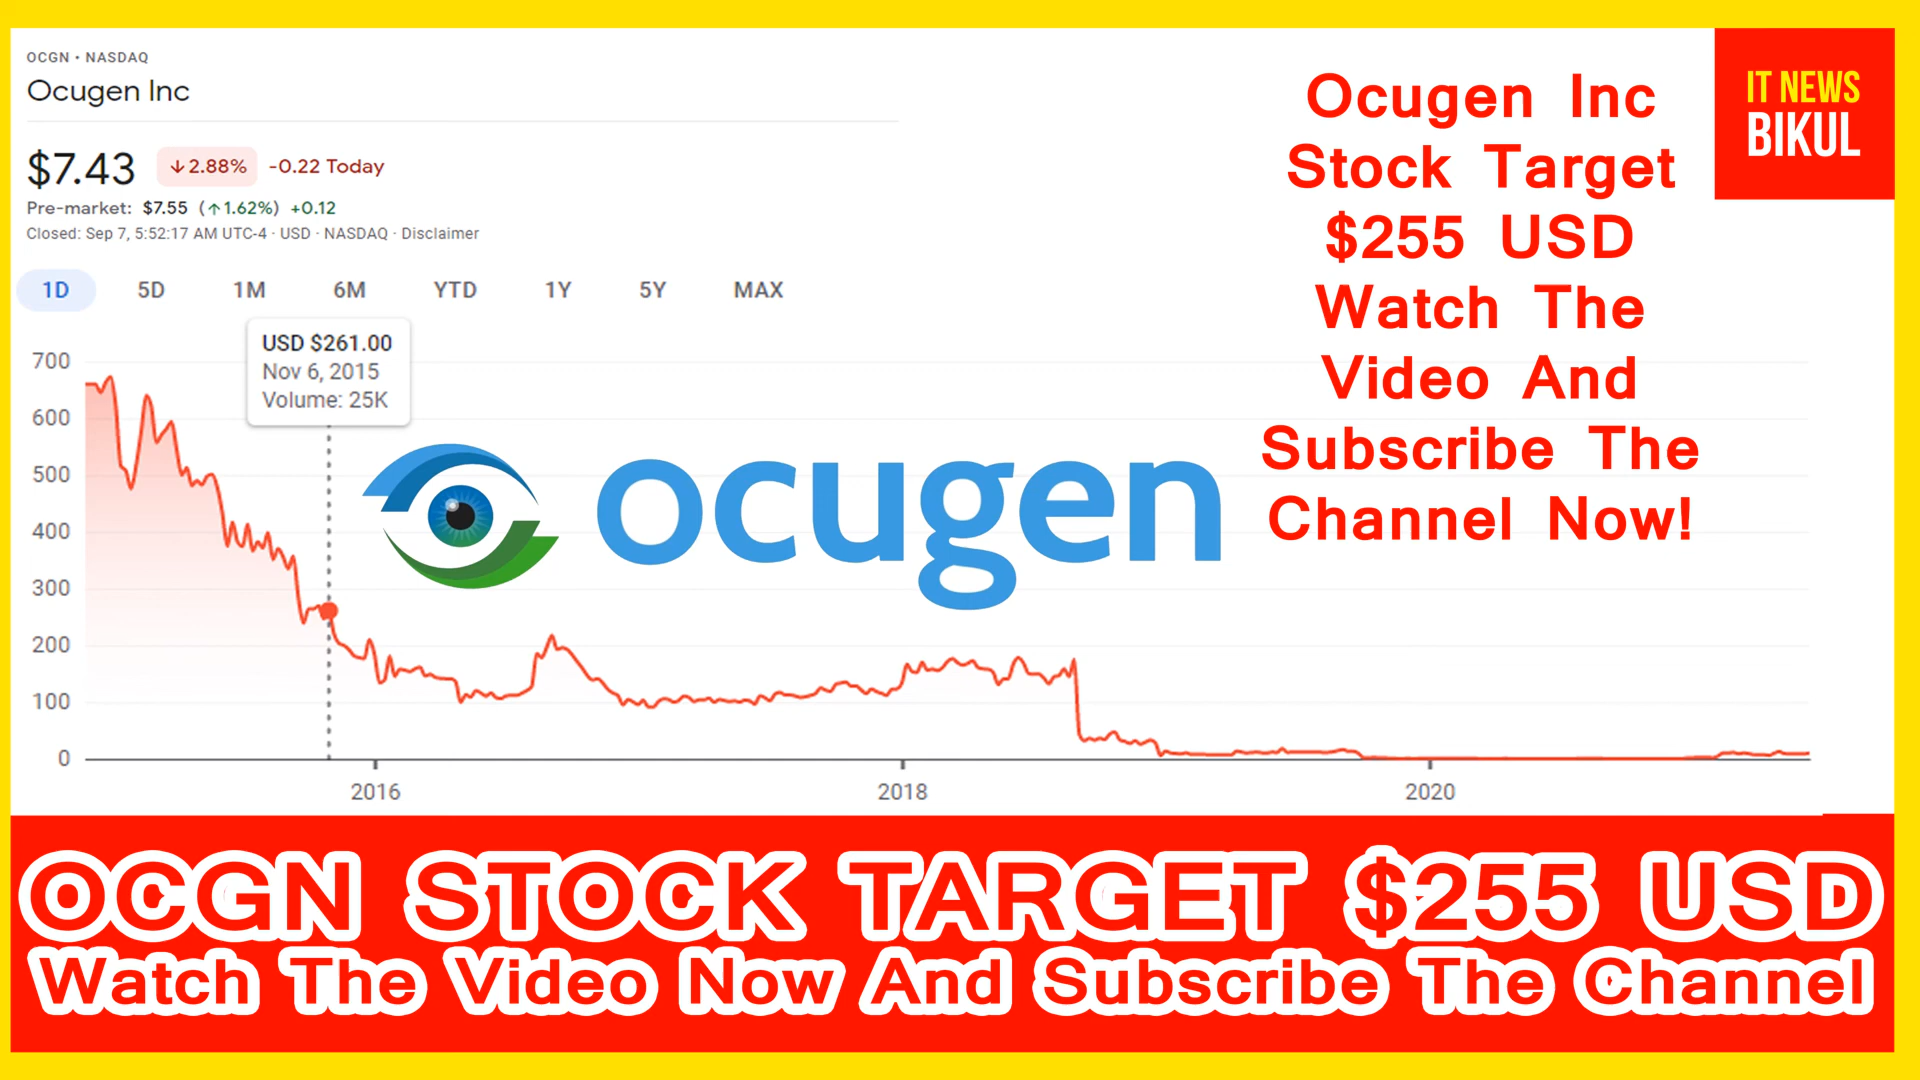 OCGN • NASDAQ
Ocugen Inc
$7.43 ↓2.88% -0.22 Today
Pre-market: $7.55 (↑1.62%) +0.12
Closed: Sep 7, 5:52:17 AM UTC-4 · USD · NASDAQ · Disclaimer
1D 5D 1M 6M YTD 1Y 5Y MAX
USD $261.00
Nov 6, 2015
Volume: 25K
700
600
500
400
300
200
100
0
2016 2018 2020
ocugen
Ocugen Inc
Stock Target
$255 USD
Watch The
Video And
Subscribe The
Channel Now!
IT NEWS
BIKUL
OCGN STOCK TARGET $255 USD
Watch The Video Now And Subscribe The Channel